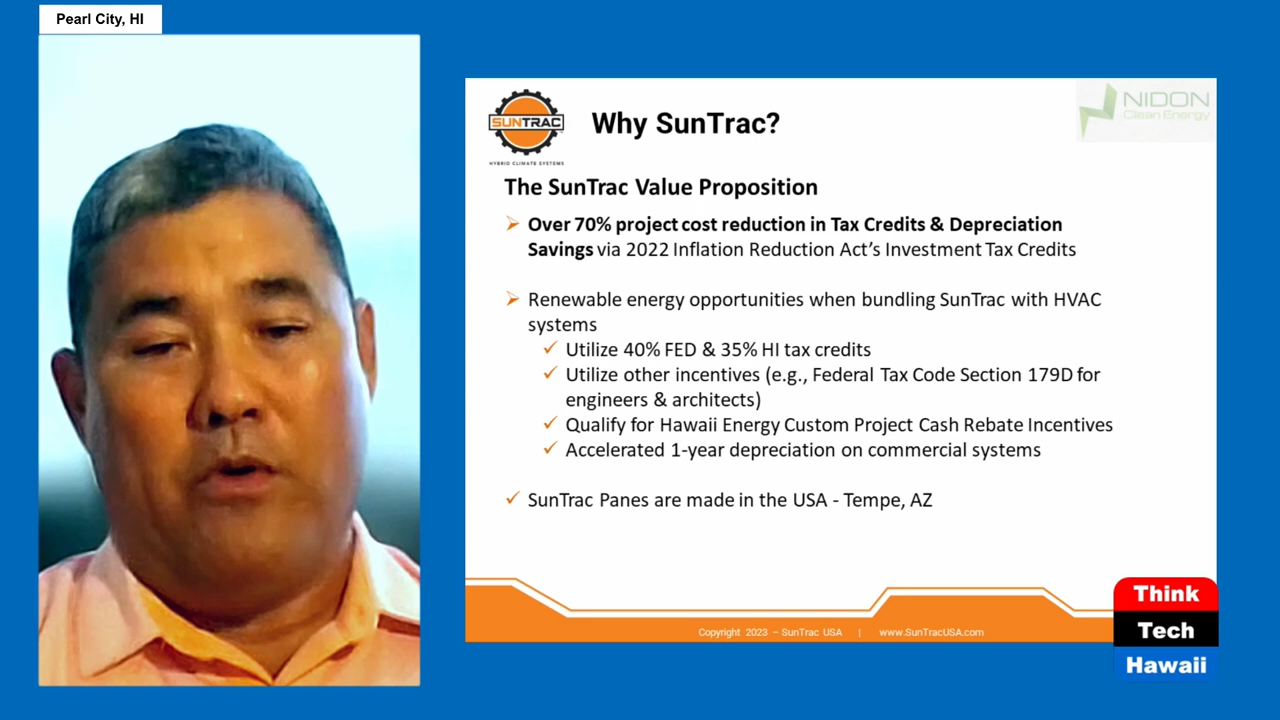 Pearl City, HI
SUNTRAC
HYBRID CLIMATE SYSTEMS
Why SunTrac?
NIDON
Clean Energy
The SunTrac Value Proposition
Over 70% project cost reduction in Tax Credits & Depreciation
Savings via 2022 Inflation Reduction Act's Investment Tax Credits
Renewable energy opportunities when bundling SunTrac with HVAC
systems
Utilize 40% FED & 35% HI tax credits
Utilize other incentives (e.g., Federal Tax Code Section 179D for
engineers & architects)
Qualify for Hawaii Energy Custom Project Cash Rebate Incentives
Accelerated 1-year depreciation on commercial systems
SunTrac Panes are made in the USA - Tempe, AZ
Copyright 2023 – SunTrac USA | www.SunTracUSA.com
Think
Tech
Hawaii